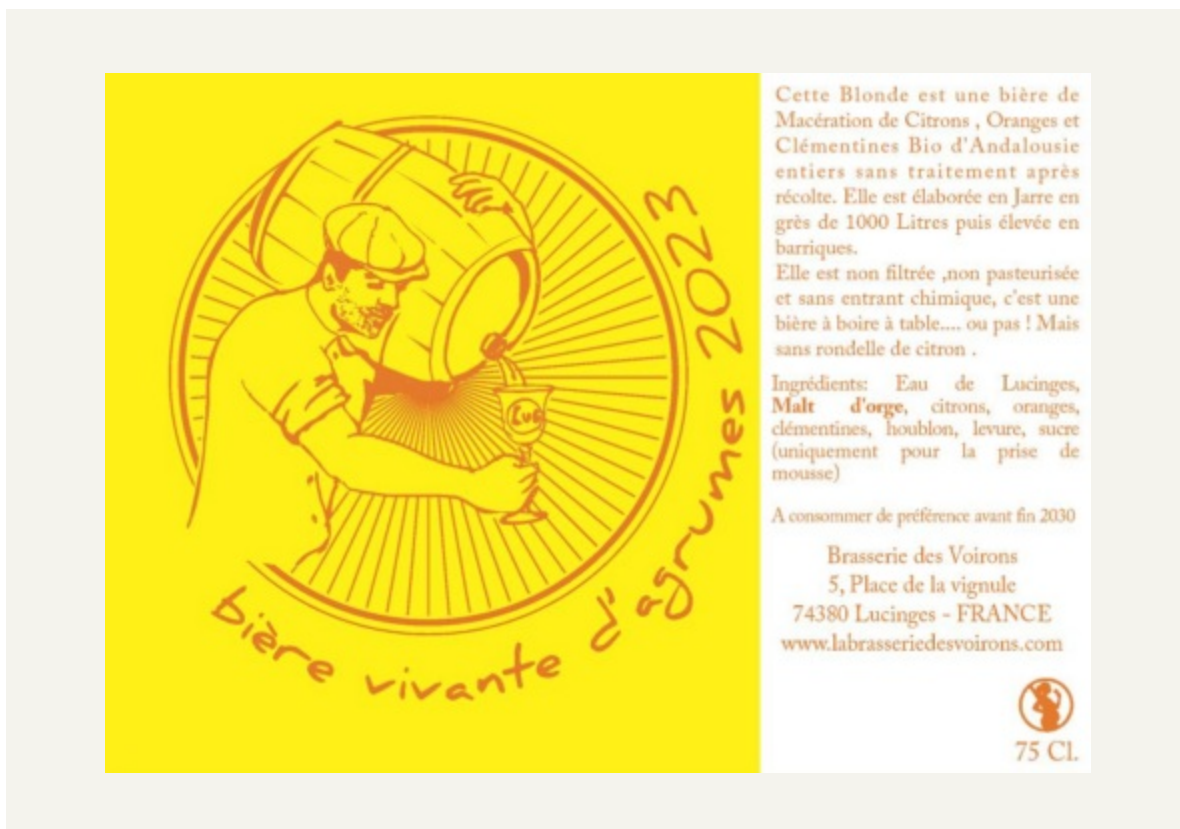 bière vivante d'agrumes 2023
Lug
Cette Blonde est une bière de
Macération de Citrons , Oranges et
Clémentines Bio d'Andalousie
entiers sans traitement après
récolte. Elle est élaborée en Jarre en
grès de 1000 Litres puis élevée en
barriques.
Elle est non filtrée ,non pasteurisée
et sans entrant chimique, c'est une
bière à boire à table.... ou pas ! Mais
sans rondelle de citron .
Ingrédients: Eau de Lucinges,
Malt d'orge, citrons, oranges,
clémentines, houblon, levure, sucre
(uniquement pour la prise de
mousse)
A consommer de préférence avant fin 2030
Brasserie des Voirons
5, Place de la vignule
74380 Lucinges - FRANCE
www.labrasseriedesvoirons.com
75 Cl.